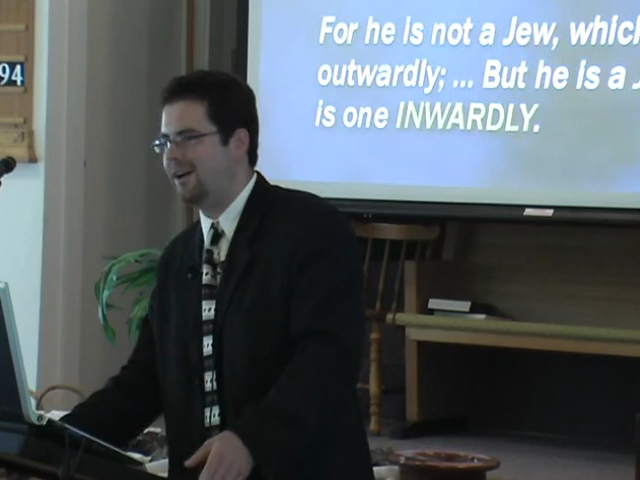 For he is not a Jew, which
outwardly; ... But he is a J
is one INWARDLY.
94